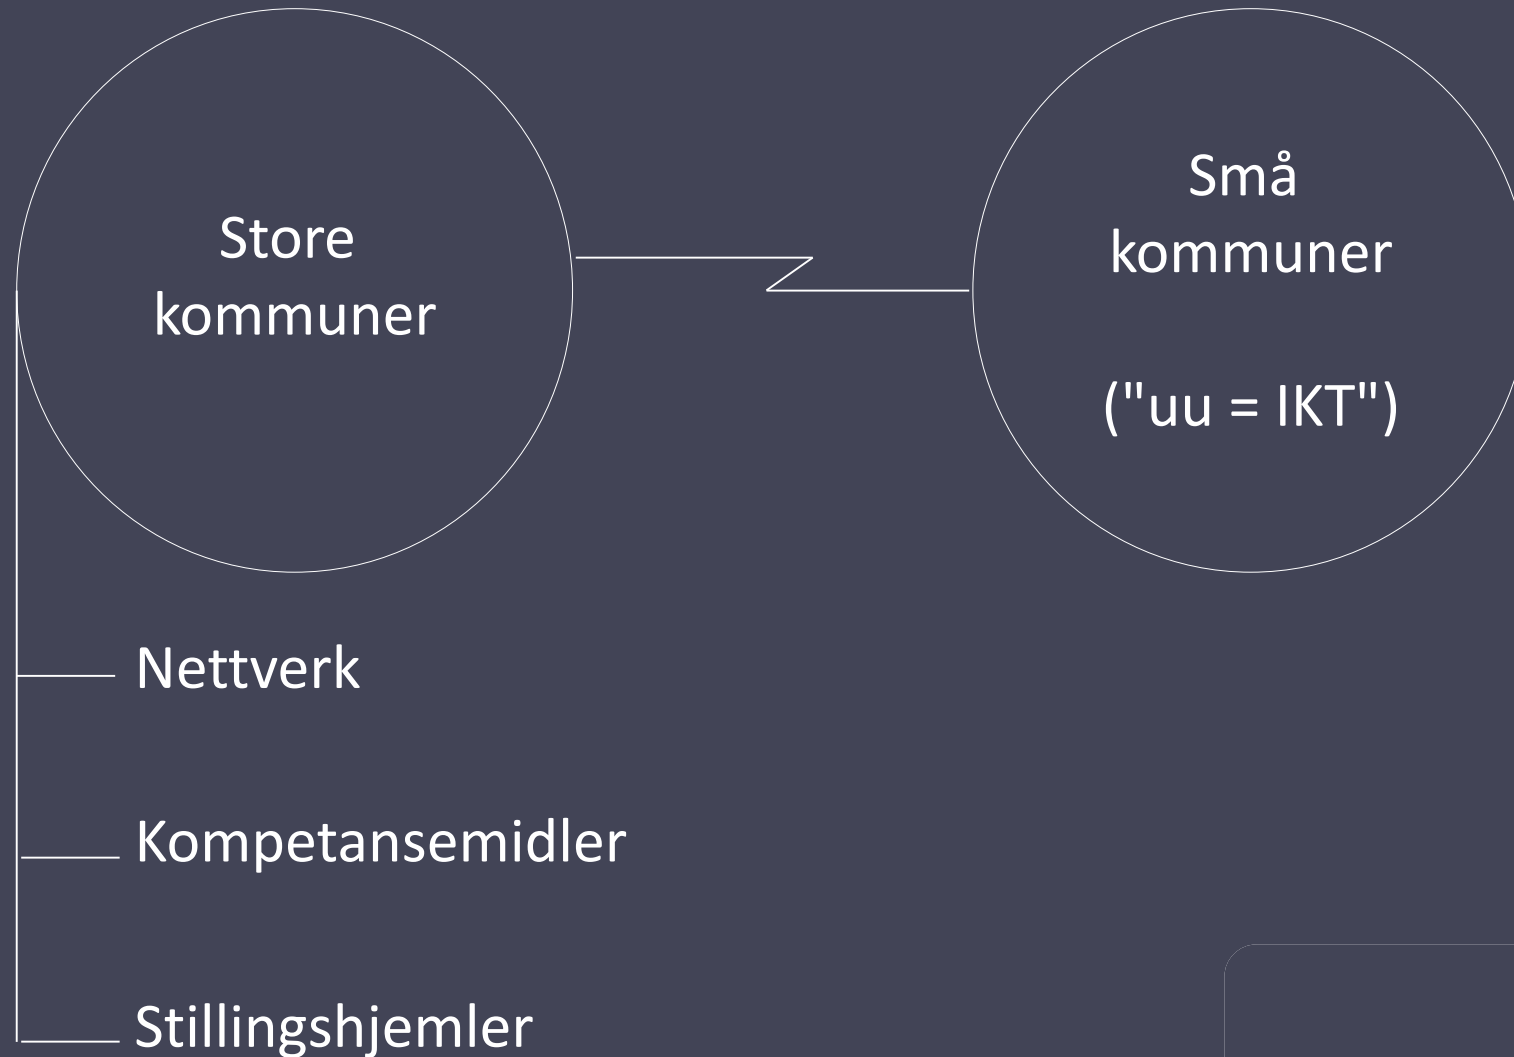 Store
kommuner
Små
kommuner
("uu = IKT")
Nettverk
Kompetansemidler
Stillingshjemler